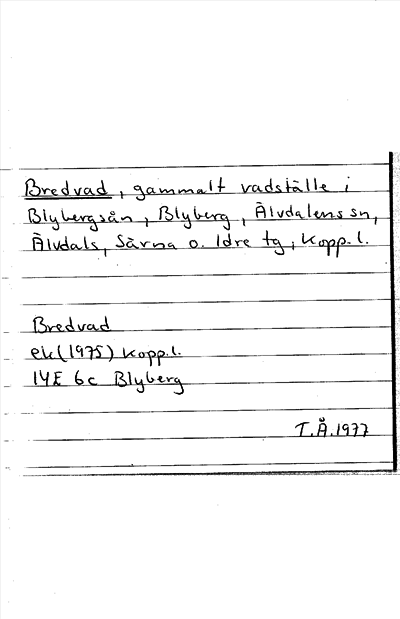 Bredvad, gammalt vadställe i
Blybergsån, Blyberg, Älvdalens sn,
Älvdals, Särna o. Idre tg, Kopp. l.
Bredvad
ek (1975) Kopp. l.
14E 6c Blyberg
T.Å. 1977